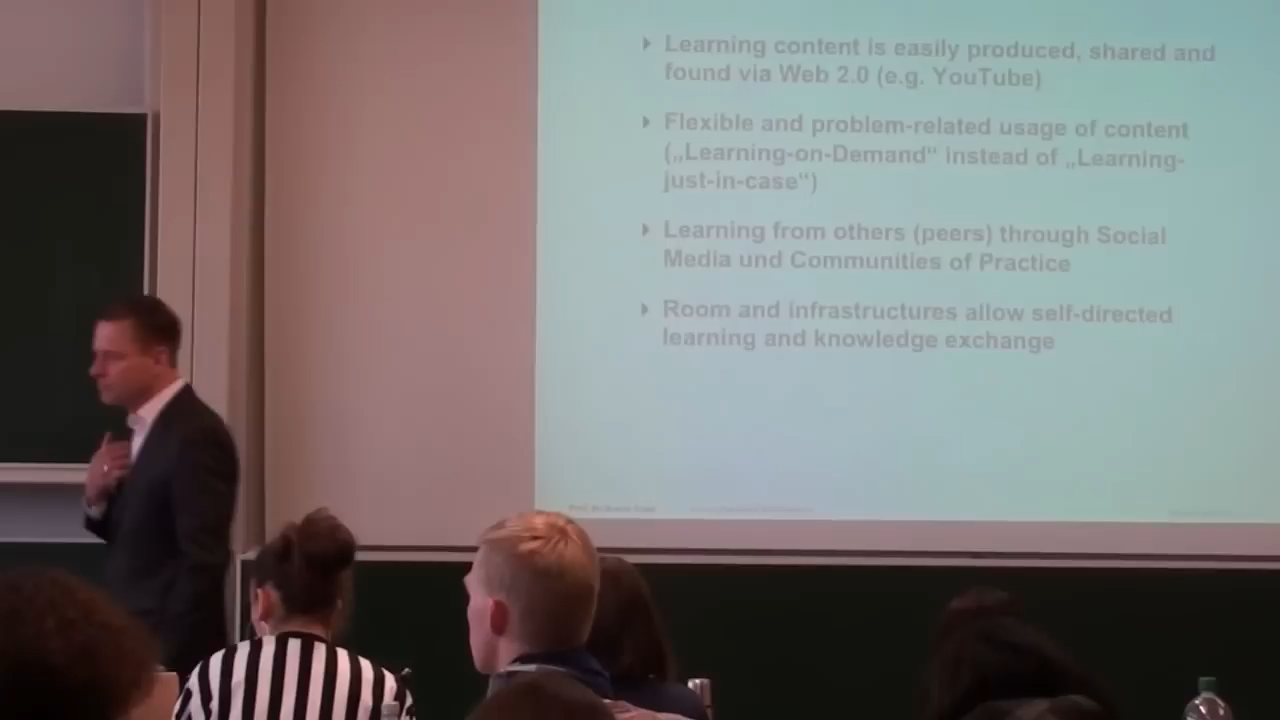 Learning content is easily produced, shared and
found via Web 2.0 (e.g. YouTube)
Flexible and problem-related usage of content
(„Learning-on-Demand“ instead of „Learning-
just-in-case“)
Learning from others (peers) through Social
Media und Communities of Practice
Room and infrastructures allow self-directed
learning and knowledge exchange